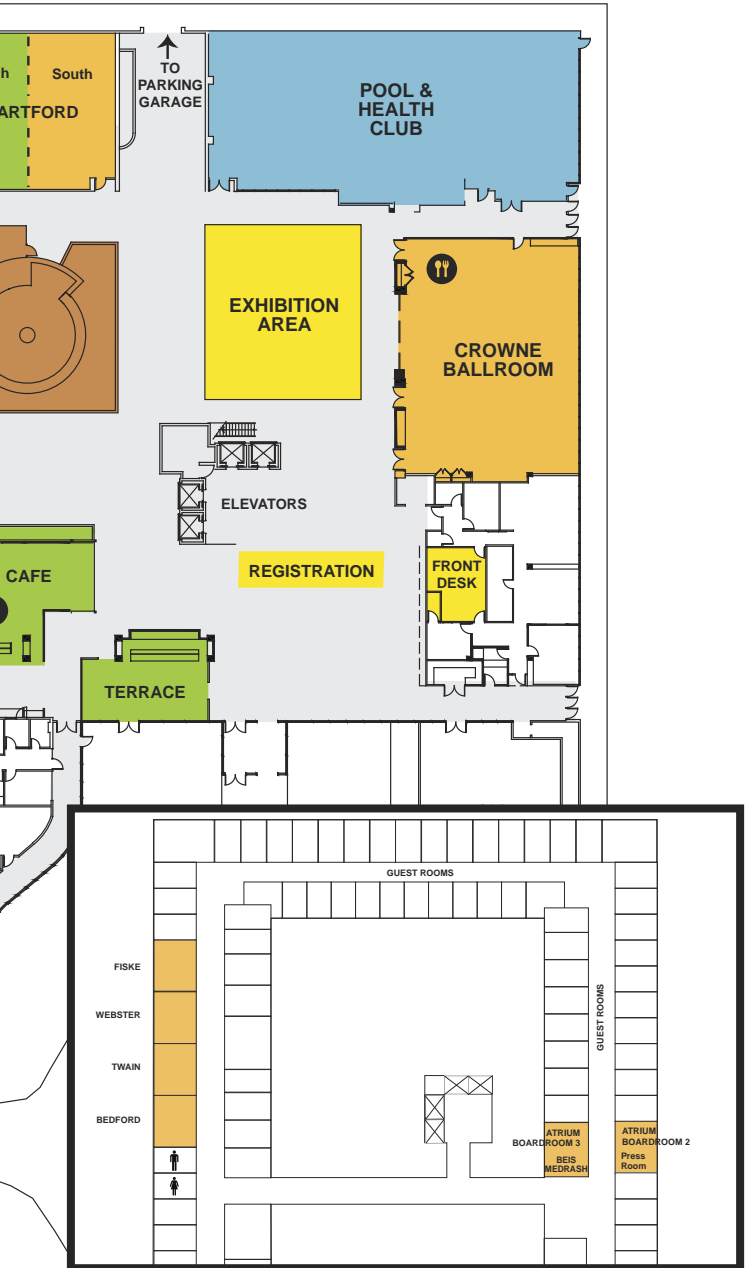 h
South
ARTFORD
TO
PARKING
GARAGE
POOL &
HEALTH
CLUB
EXHIBITION
AREA
CROWNE
BALLROOM
ELEVATORS
CAFE
REGISTRATION
FRONT
DESK
TERRACE
GUEST ROOMS
FISKE
WEBSTER
TWAIN
BEDFORD
GUEST ROOMS
ATRIUM
BOARDROOM 3
BEIS
MEDRASH
ATRIUM
BOARDROOM 2
Press
Room